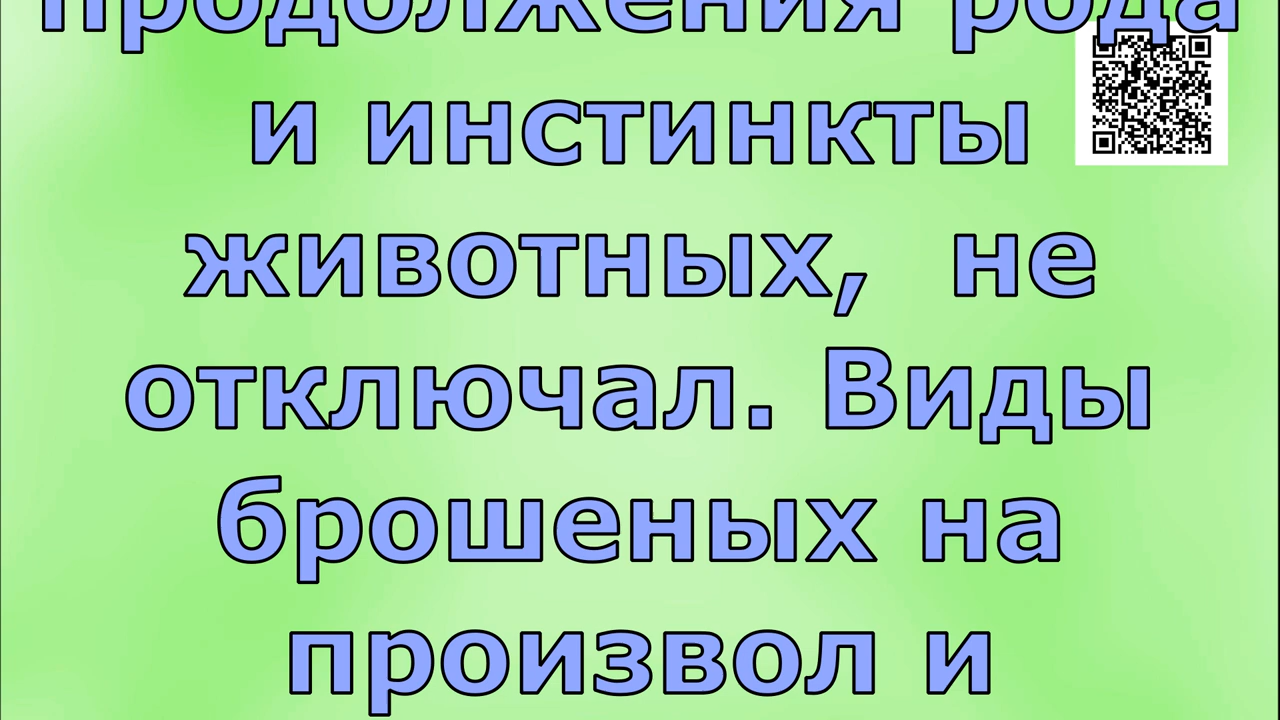 продолжения рода
и инстинкты
животных, не
отключал. Виды
брошеных на
произвол и